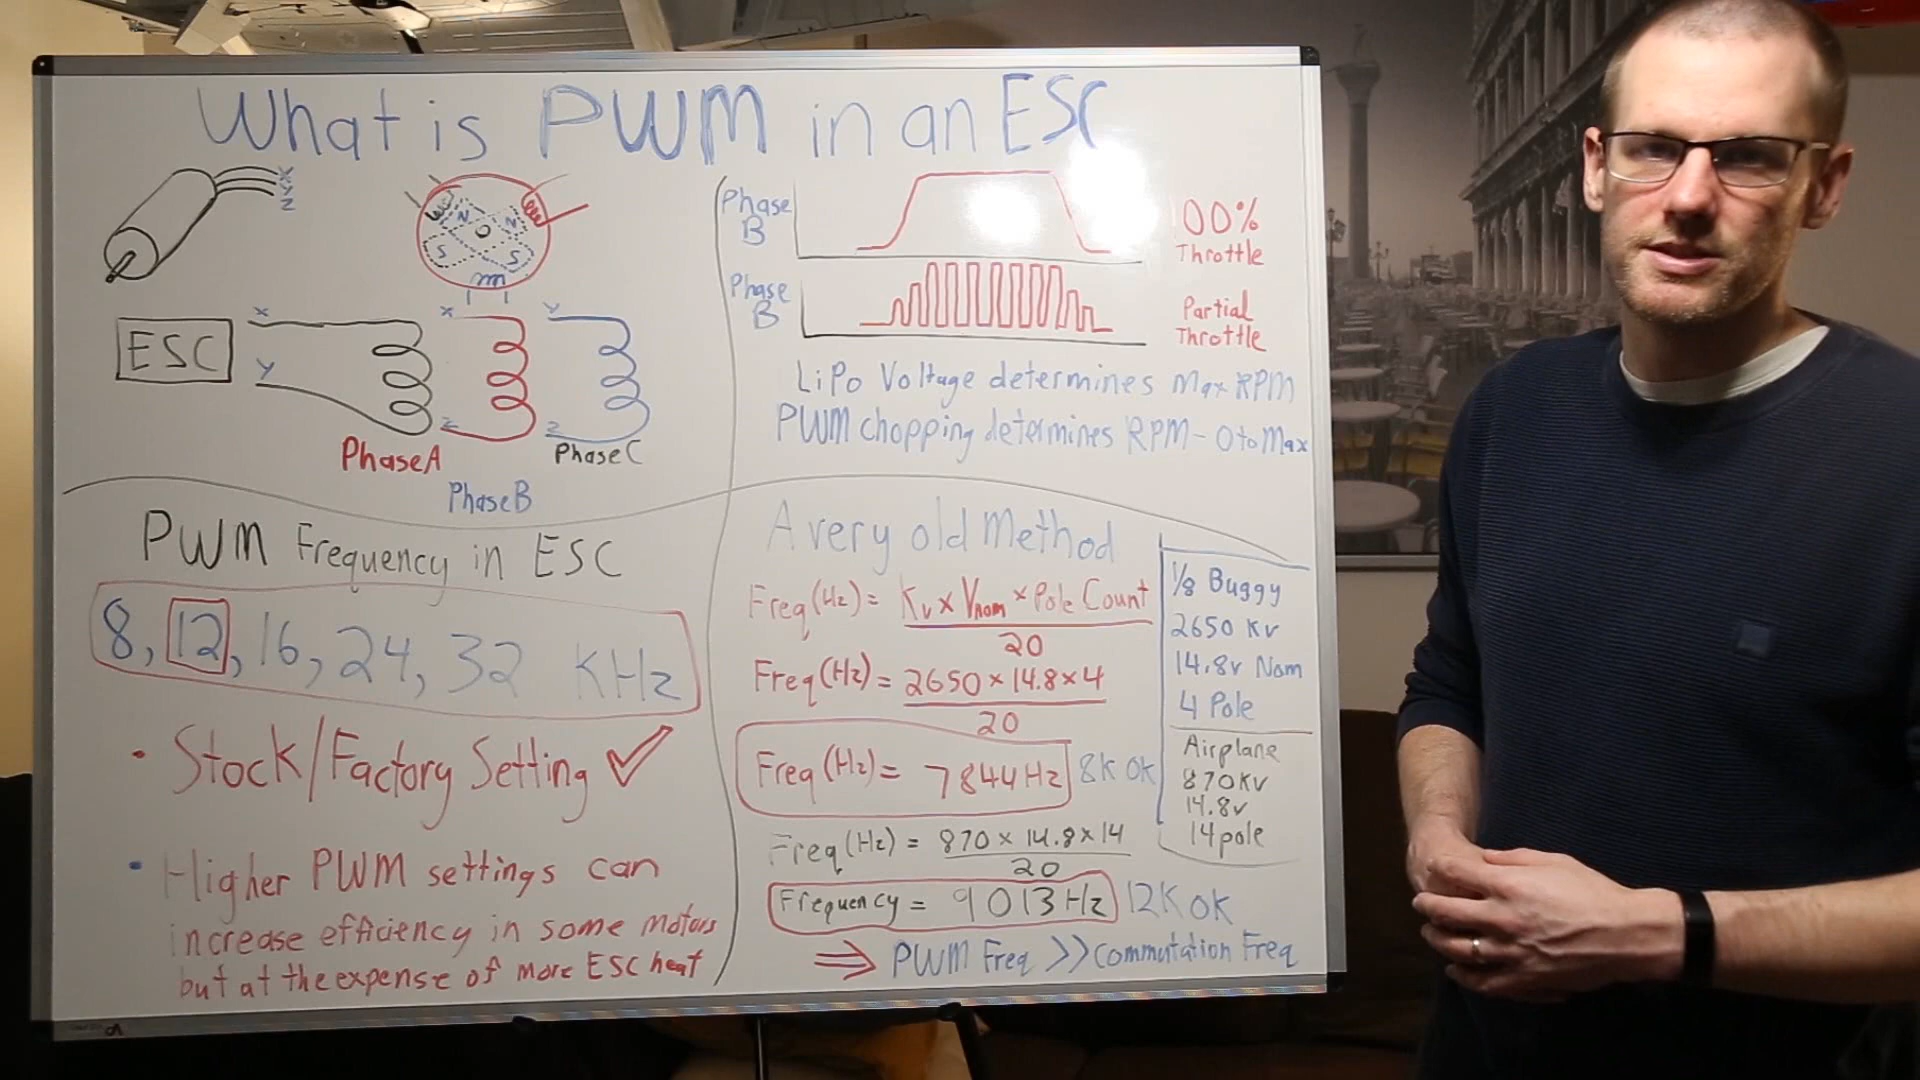 What is PWM in an ESC
X
Y
Z
N
N
S
S
ESC
X
Y
X
Z
Y
Z
Phase A
Phase B
Phase C
Phase B
100% Throttle
Phase B
Partial Throttle
LiPo Voltage determines Max RPM
PWM chopping determines RPM - 0 to Max
PWM Frequency in ESC
8, 12, 16, 24, 32 KHz
• Stock/Factory Setting ✓
• Higher PWM settings can
increase efficiency in some motors
but at the expense of more ESC heat
A very old Method
Freq (Hz) = Kv x Vnom x Pole Count
20
Freq (Hz) = 2650 x 14.8 x 4
20
Freq (Hz) = 7844 Hz 8K OK
Freq (Hz) = 870 x 14.8 x 14
20
Frequency = 9013 Hz 12K OK
⇒ PWM Freq >> Commutation Freq
1/8 Buggy
2650 Kv
14.8v Nom
4 Pole
Airplane
870 KV
14.8v
14 pole